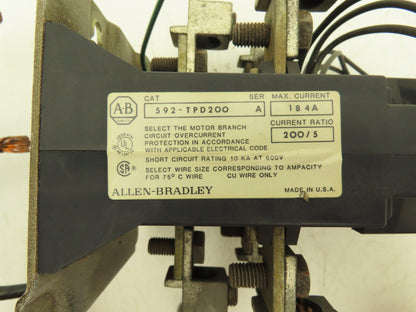 CAT SER. MAX. CURRENT
A-B 592-TPD200 A 184A
CURRENT RATIO
200/5
SELECT THE MOTOR BRANCH
CIRCUIT OVERCURRENT
PROTECTION IN ACCORDANCE
WITH APPLICABLE ELECTRICAL CODE
SHORT CIRCUIT RATING 10 KA AT 600V
SELECT WIRE SIZE CORRESPONDING TO AMPACITY
FOR 75° C WIRE CU WIRE ONLY
ALLEN-BRADLEY MADE IN U.S.A.